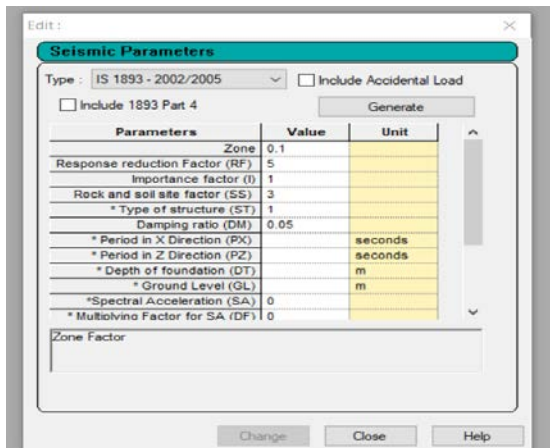 Edit :
Seismic Parameters
Type : IS 1893 - 2002/2005 Include Accidental Load
Include 1893 Part 4 Generate
Parameters Value Unit
Zone 0.1
Response reduction Factor (RF) 5
Importance factor (I) 1
Rock and soil site factor (SS) 3
* Type of structure (ST) 1
Damping ratio (DM) 0.05
* Period in X Direction (PX) seconds
* Period in Z Direction (PZ) seconds
* Depth of foundation (DT) m
* Ground Level (GL) m
*Spectral Acceleration (SA) 0
* Multiplying Factor for SA (DF) 0
Zone Factor
Change Close Help